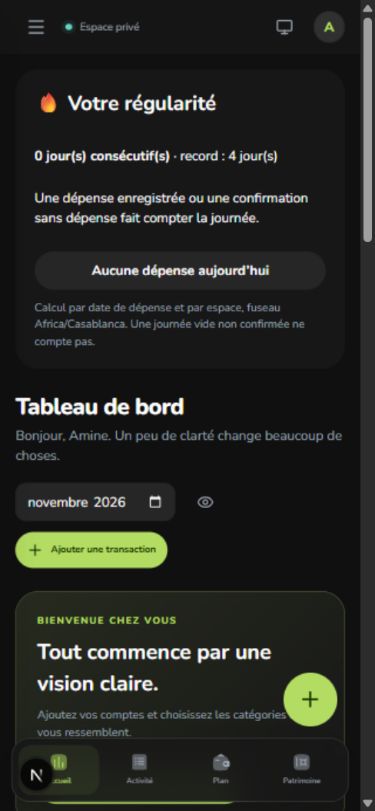 Espace privé
A
🔥 Votre régularité
0 jour(s) consécutif(s) · record : 4 jour(s)
Une dépense enregistrée ou une confirmation
sans dépense fait compter la journée.
Aucune dépense aujourd'hui
Calcul par date de dépense et par espace, fuseau
Africa/Casablanca. Une journée vide non confirmée ne
compte pas.
Tableau de bord
Bonjour, Amine. Un peu de clarté change beaucoup de
choses.
novembre 2026
+ Ajouter une transaction
BIENVENUE CHEZ VOUS
Tout commence par une
vision claire.
Ajoutez vos comptes et choisissez les catégories
vous ressemblent.
N
cueil
Activité
Plan
Patrimoine